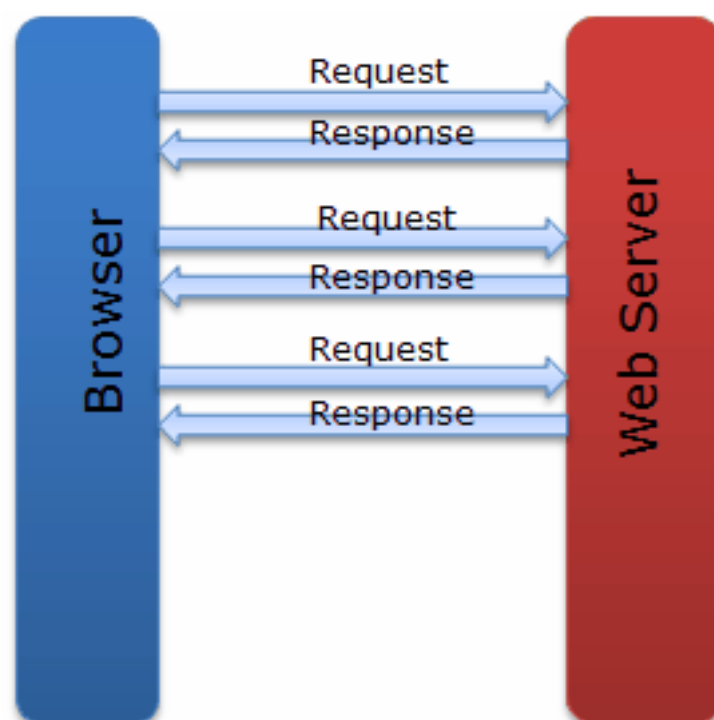 Request
Response
Request
Response
Request
Response
Browser
Web Server